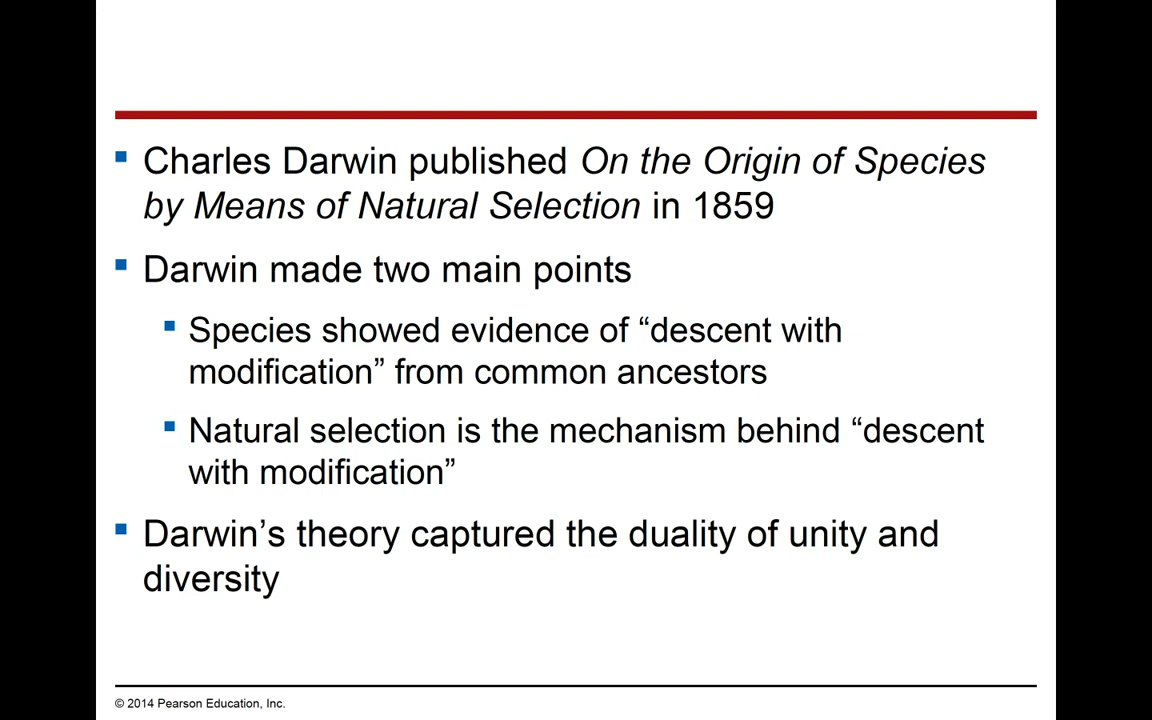 Charles Darwin published On the Origin of Species
by Means of Natural Selection in 1859
Darwin made two main points
Species showed evidence of “descent with
modification” from common ancestors
Natural selection is the mechanism behind “descent
with modification”
Darwin’s theory captured the duality of unity and
diversity
© 2014 Pearson Education, Inc.